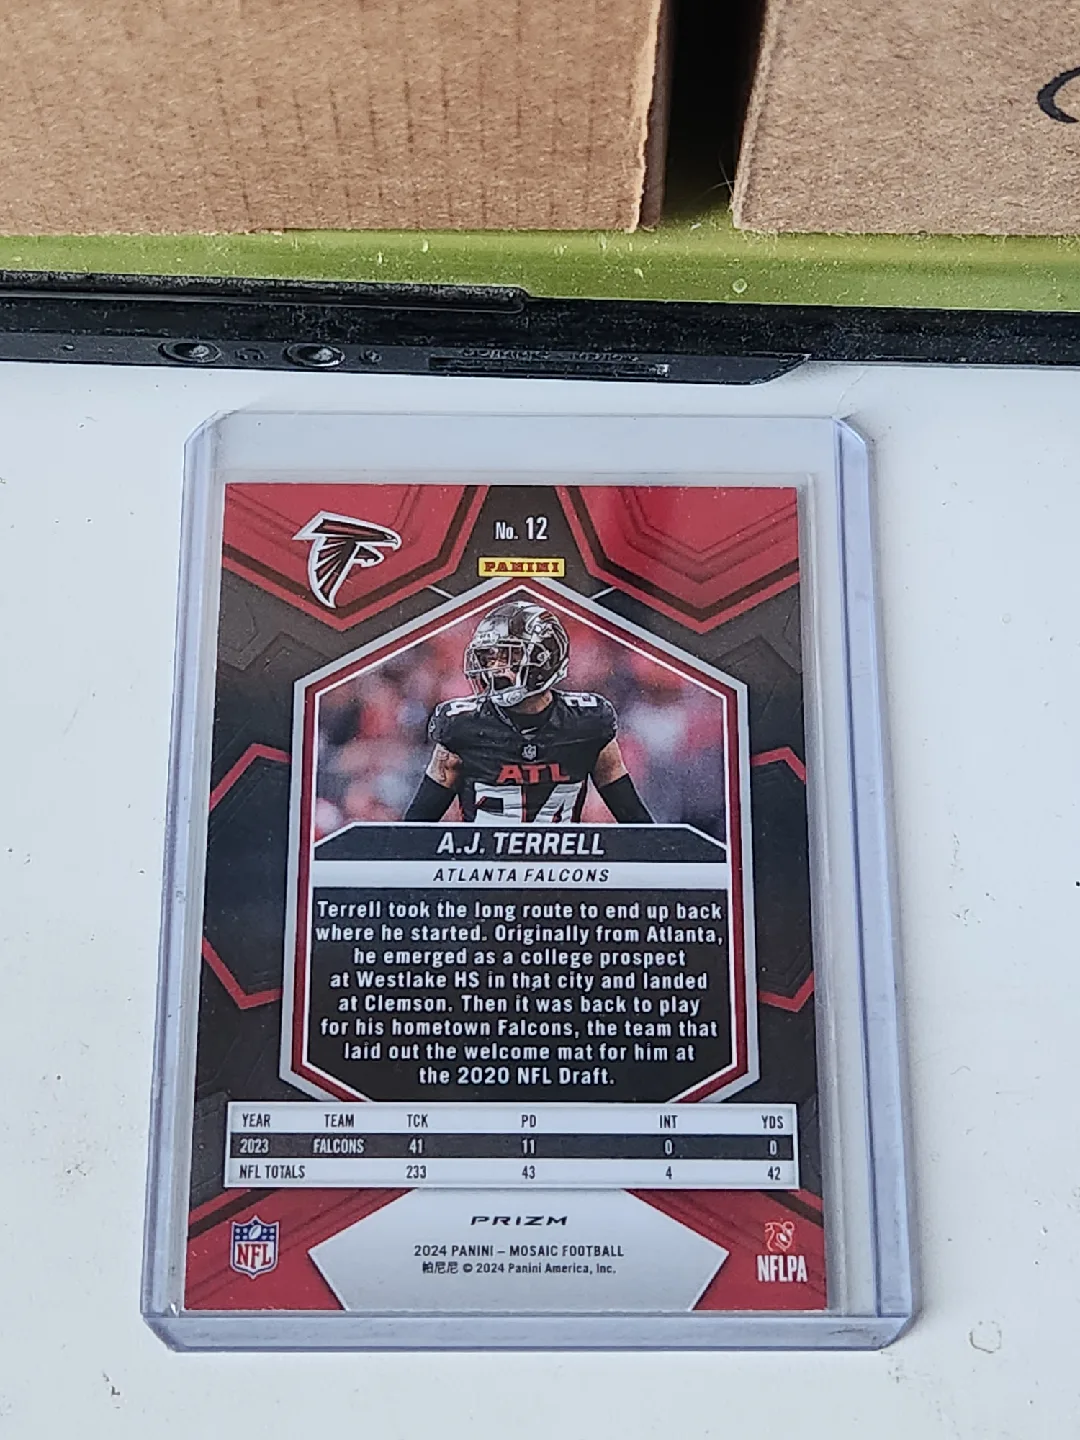 No. 12
PANINI
24
ATL
24
A.J. TERRELL
ATLANTA FALCONS
Terrell took the long route to end up back
where he started. Originally from Atlanta,
he emerged as a college prospect
at Westlake HS in that city and landed
at Clemson. Then it was back to play
for his hometown Falcons, the team that
laid out the welcome mat for him at
the 2020 NFL Draft.
YEAR TEAM TCK PD INT YDS
2023 FALCONS 41 11 0 0
NFL TOTALS 233 43 4 42
PRIZM
NFL
2024 PANINI – MOSAIC FOOTBALL
帕尼尼 © 2024 Panini America, Inc.
NFLPA